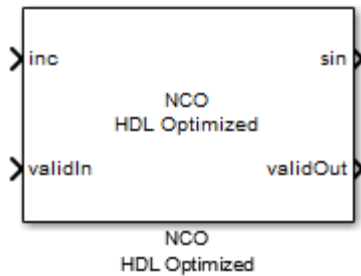 inc
sin
NCO
HDL Optimized
validIn
validOut
NCO
HDL Optimized